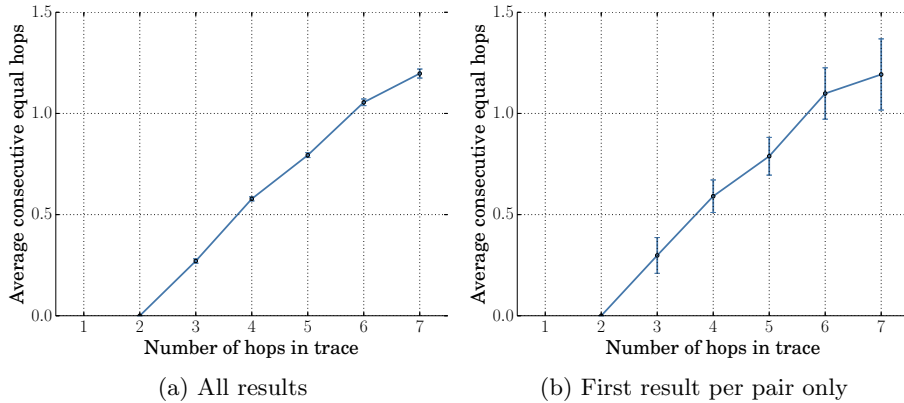 Average consecutive equal hops
1.5
1.0
0.5
0.0
1 2 3 4 5 6 7
Number of hops in trace
(a) All results
Average consecutive equal hops
1.5
1.0
0.5
0.0
1 2 3 4 5 6 7
Number of hops in trace
(b) First result per pair only